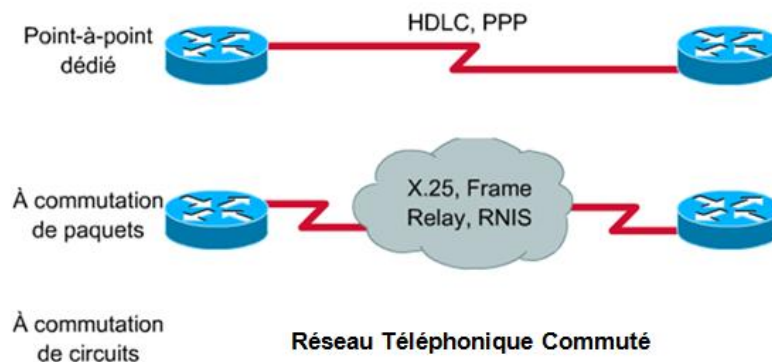 Point-à-point
dédié
HDLC, PPP
À commutation
de paquets
X.25, Frame
Relay, RNIS
À commutation
de circuits
Réseau Téléphonique Commuté